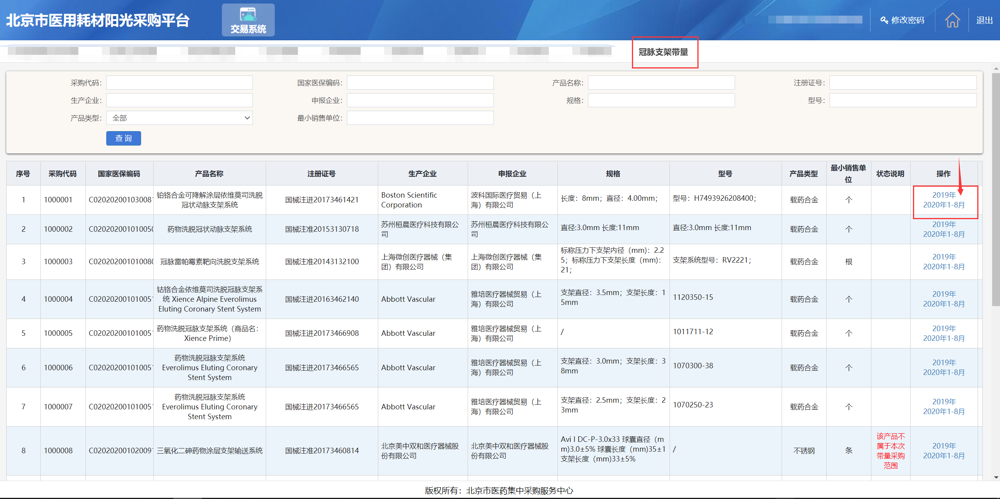 北京市医用耗材阳光采购平台
交易系统
修改密码
退出
冠脉支架带量
采购代码：
国家医保编码：
产品名称：
注册证号：
生产企业：
申报企业：
规格：
型号：
产品类型：
全部
最小销售单位：
查 询
序号 采购代码 国家医保编码 产品名称 注册证号 生产企业 申报企业 规格 型号 产品类型 最小销售单 状态说明 操作
位
1 1000001 C02020200103008 国械注进20173461421
铂铬合金可降解涂层依维莫司洗脱
冠状动脉支架系统
Boston Scientific
Corporation
波科国际医疗贸易（上
海）有限公司
长度：8mm；直径：4.00mm；
型号：H7493926208400；
载药合金
个
2019年
2020年1-8月
2 1000002 C02020200101005 药物洗脱冠状动脉支架系统 国械注准20153130718
苏州桓晨医疗科技有限公
司
苏州桓晨医疗科技有限公
司
直径:3.0mm 长度:11mm
直径:3.0mm 长度:11mm
载药合金
个
2019年
2020年1-8月
3 1000003 C02020200101008 冠脉雷帕霉素靶向洗脱支架系统 国械注准20143132100
上海微创医疗器械（集
团）有限公司
上海微创医疗器械（集
团）有限公司
标称压力下支架内径（mm)：2.2
5；标称压力下支架长度（mm)：
21；
支架系统型号：RV2221；
载药合金
根
2019年
2020年1-8月
4 1000004 C02020200101005
钴铬合金依维莫司洗脱冠脉支架系
统 Xience Alpine Everolimus
Eluting Coronary Stent System
国械注进20163462140
Abbott Vascular
雅培医疗器械贸易（上
海）有限公司
支架直径：3.5mm；支架长度：1
5mm
1120350-15
载药合金
个
2019年
2020年1-8月
5 1000005 C02020200101005
药物洗脱冠脉支架系统（商品名：
Xience Prime）
国械注进20173466908
Abbott Vascular
雅培医疗器械贸易（上
海）有限公司
/
1011711-12
载药合金
个
2019年
2020年1-8月
6 1000006 C02020200101005
药物洗脱冠脉支架系统
Everolimus Eluting Coronary
Stent System
国械注进20173466565
Abbott Vascular
雅培医疗器械贸易（上
海）有限公司
支架直径：3.0mm；支架长度：3
8mm
1070300-38
载药合金
个
2019年
2020年1-8月
7 1000007 C02020200101005
药物洗脱冠脉支架系统
Everolimus Eluting Coronary
Stent System
国械注进20173466565
Abbott Vascular
雅培医疗器械贸易（上
海）有限公司
支架直径：2.5mm；支架长度：2
3mm
1070250-23
载药合金
个
2019年
2020年1-8月
8 1000008 C02020200102009 三氧化二砷药物涂层支架输送系统 国械注准20173460814
北京美中双和医疗器械股
份有限公司
北京美中双和医疗器械股
份有限公司
Avi I DC-P-3.0x33 球囊直径（m
m)3.0±5% 球囊长度（mm)35±1
支架长度（mm)33±5%
/
不锈钢
条
该产品不
属于本次
带量采购
范围
2019年
2020年1-8月
版权所有：北京市医药集中采购服务中心